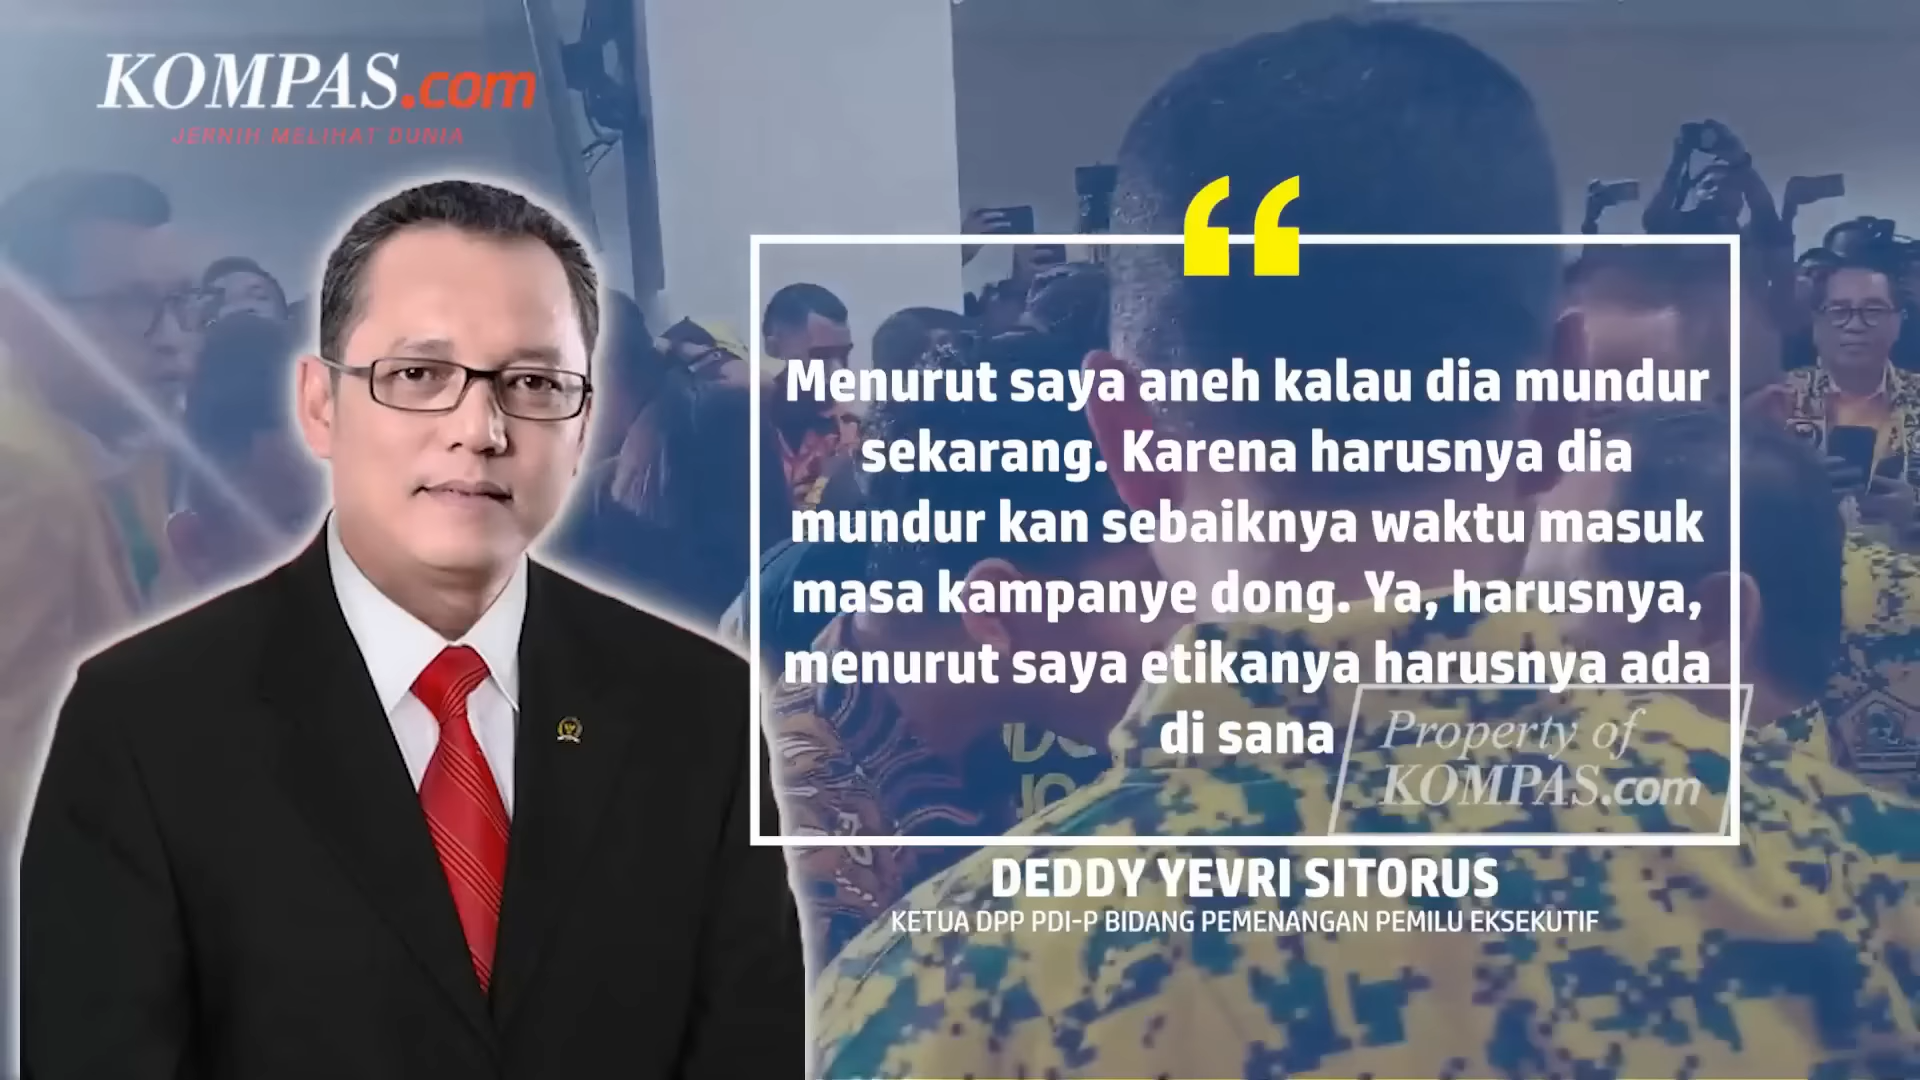 KOMPAS.com
JERNIH MELIHAT DUNIA
“
Menurut saya aneh kalau dia mundur
sekarang. Karena harusnya dia
mundur kan sebaiknya waktu masuk
masa kampanye dong. Ya, harusnya,
menurut saya etikanya harusnya ada
di sana
Property of
KOMPAS.com
DEDDY YEVRI SITORUS
KETUA DPP PDI-P BIDANG PEMENANGAN PEMILU EKSEKUTIF